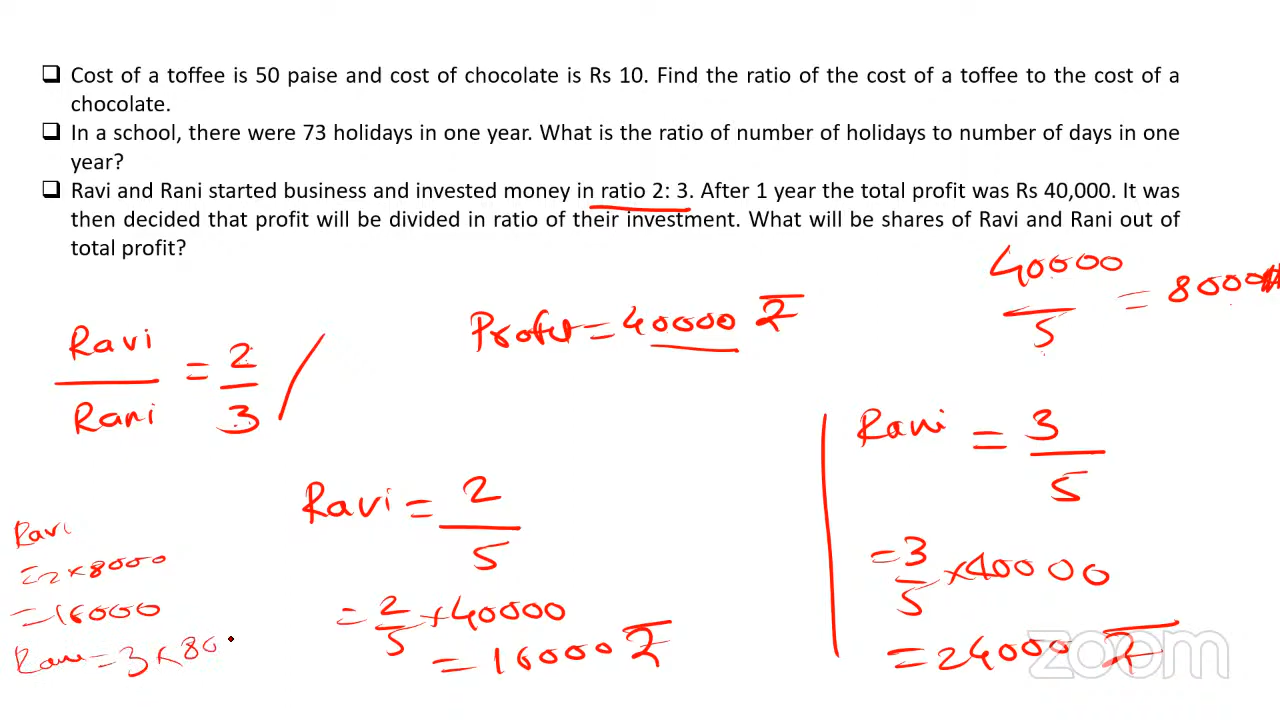 ❑ Cost of a toffee is 50 paise and cost of chocolate is Rs 10. Find the ratio of the cost of a toffee to the cost of a
chocolate.
❑ In a school, there were 73 holidays in one year. What is the ratio of number of holidays to number of days in one
year?
❑ Ravi and Rani started business and invested money in ratio 2: 3. After 1 year the total profit was Rs 40,000. It was
then decided that profit will be divided in ratio of their investment. What will be shares of Ravi and Rani out of
total profit?
40000/5 = 8000
Profit = 40000 ₹
Ravi/Rani = 2/3
Ravi = 2/5
= 2/5 × 40000
= 16000 ₹
Rani = 3/5
= 3/5 × 40000
= 24000 ₹
Ravi
= 2 × 8000
= 16000
Rani = 3 × 80
zoom